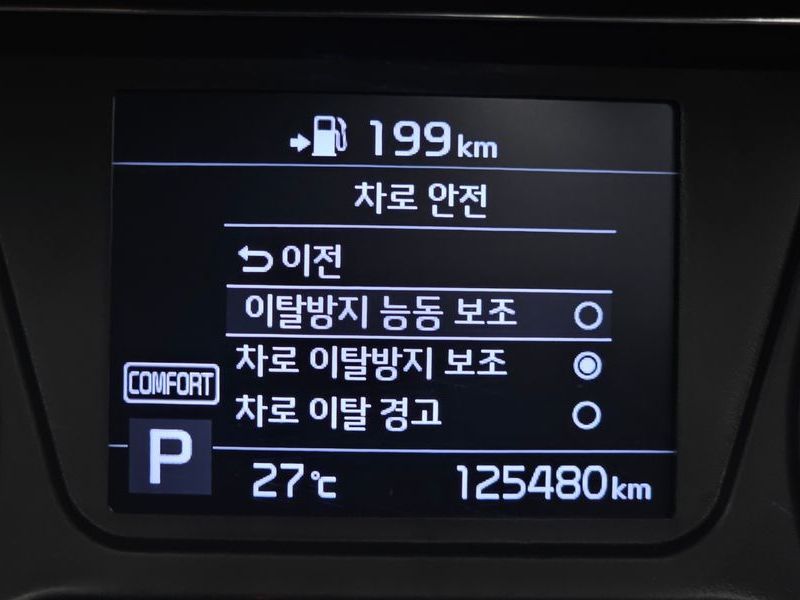 199km
차로 안전
이전
이탈방지 능동 보조
차로 이탈방지 보조
COMFORT
차로 이탈 경고
P
27℃
125480km